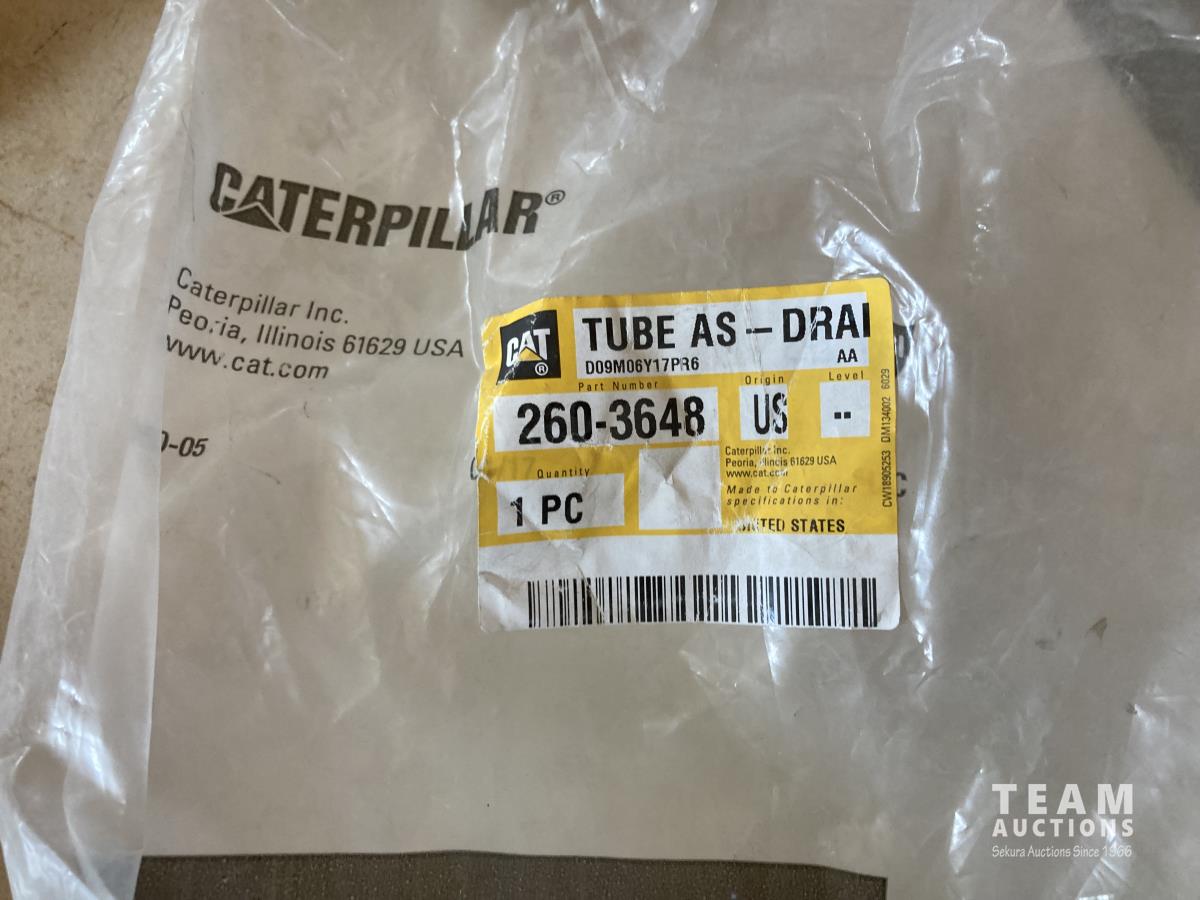 CATERPILLAR®
Caterpillar Inc.
Peoria, Illinois 61629 USA
www.cat.com
-05
CAT®
TUBE AS – DRAI
D09M06Y17PR6
AA
Part Number
Origin
Level
260-3648
US
--
Quantity
1 PC
Caterpillar Inc.
Peoria, Illinois 61629 USA
www.cat.com
Made to Caterpillar
specifications in:
UNITED STATES
CW18905253 DM134002 6029
TEAM
AUCTIONS
Sekura Auctions Since 1966